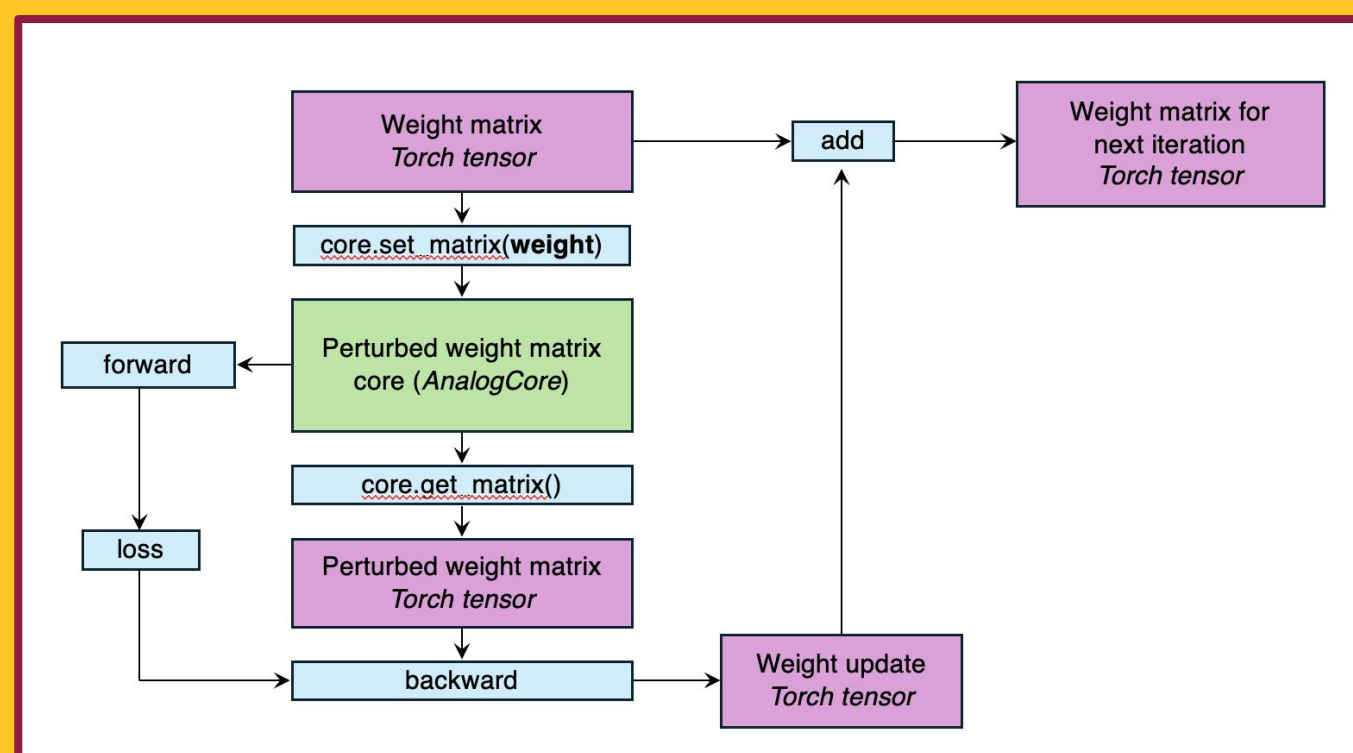 Weight matrix
Torch tensor
add
Weight matrix for
next iteration
Torch tensor
core.set_matrix(weight)
Perturbed weight matrix
core (AnalogCore)
forward
core.get_matrix()
loss
Perturbed weight matrix
Torch tensor
backward
Weight update
Torch tensor